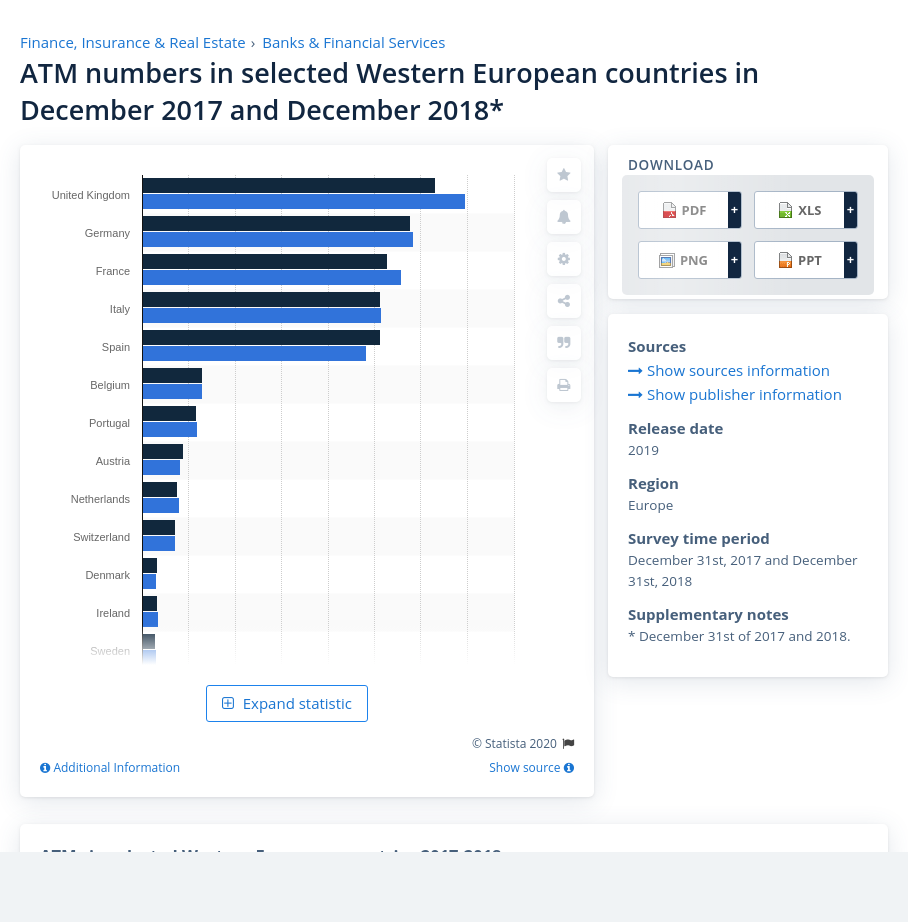 Finance, Insurance & Real Estate › Banks & Financial Services
ATM numbers in selected Western European countries in
December 2017 and December 2018*
United Kingdom
Germany
France
Italy
Spain
Belgium
Portugal
Austria
Netherlands
Switzerland
Denmark
Ireland
Sweden
Expand statistic
© Statista 2020
Additional Information
Show source
DOWNLOAD
PDF +
XLS +
PNG +
PPT +
Sources
Show sources information
Show publisher information
Release date
2019
Region
Europe
Survey time period
December 31st, 2017 and December
31st, 2018
Supplementary notes
* December 31st of 2017 and 2018.